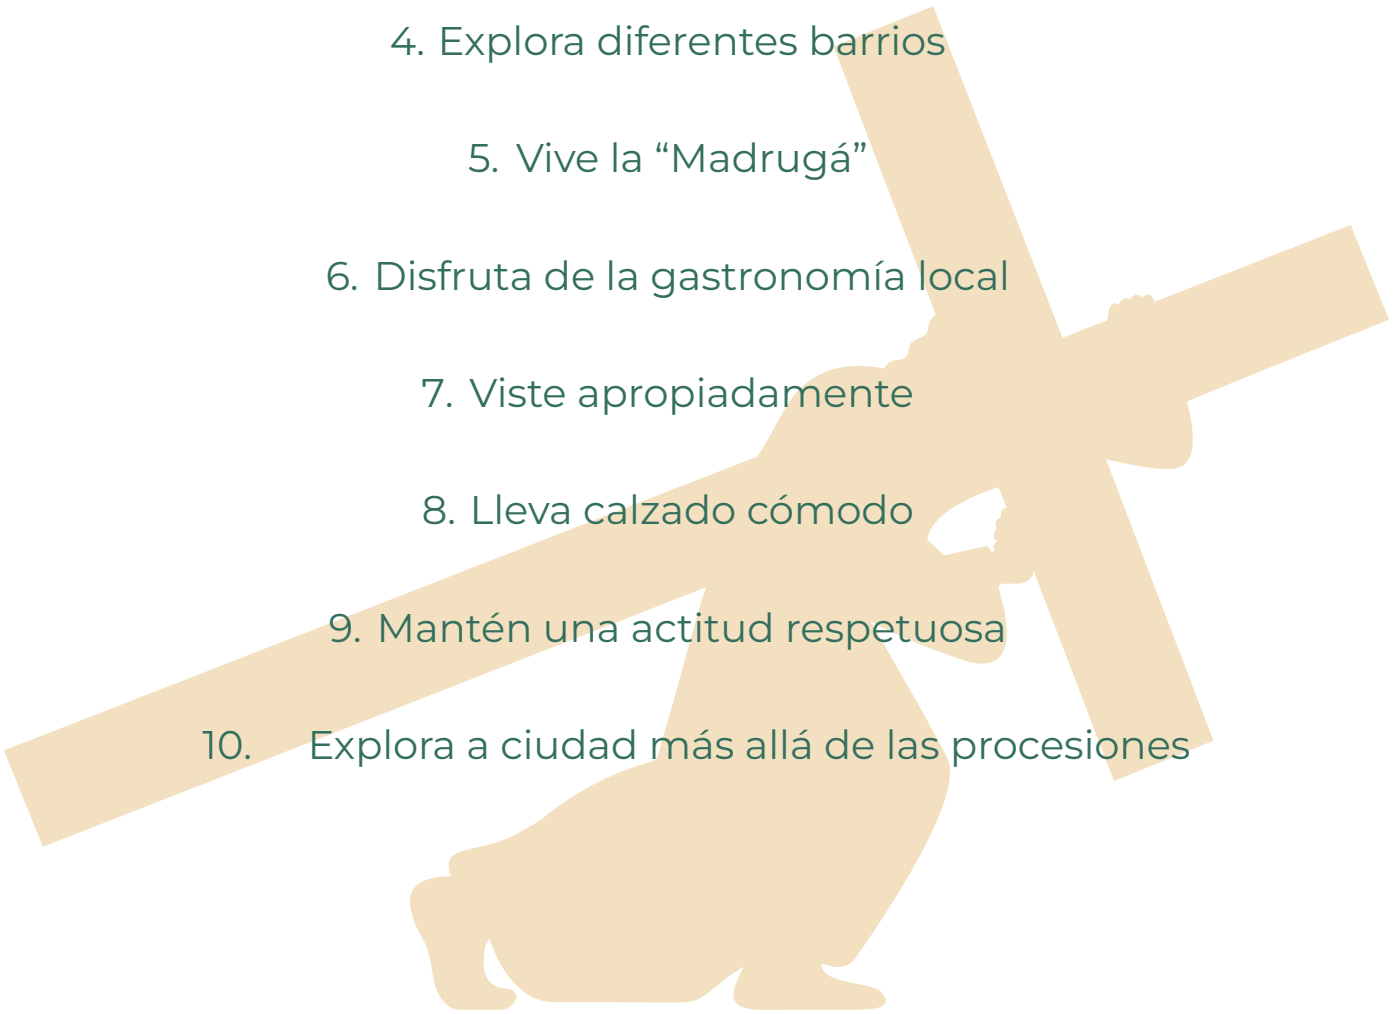 4. Explora diferentes barrios
5. Vive la “Madrugá”
6. Disfruta de la gastronomía local
7. Viste apropiadamente
8. Lleva calzado cómodo
9. Mantén una actitud respetuosa
10. Explora a ciudad más allá de las procesiones